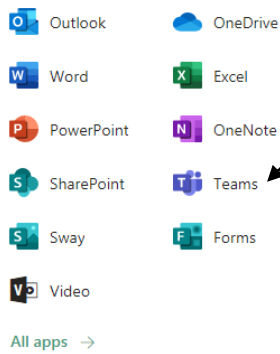 Outlook OneDrive
Word Excel
PowerPoint OneNote
SharePoint Teams
Sway Forms
Video
All apps →